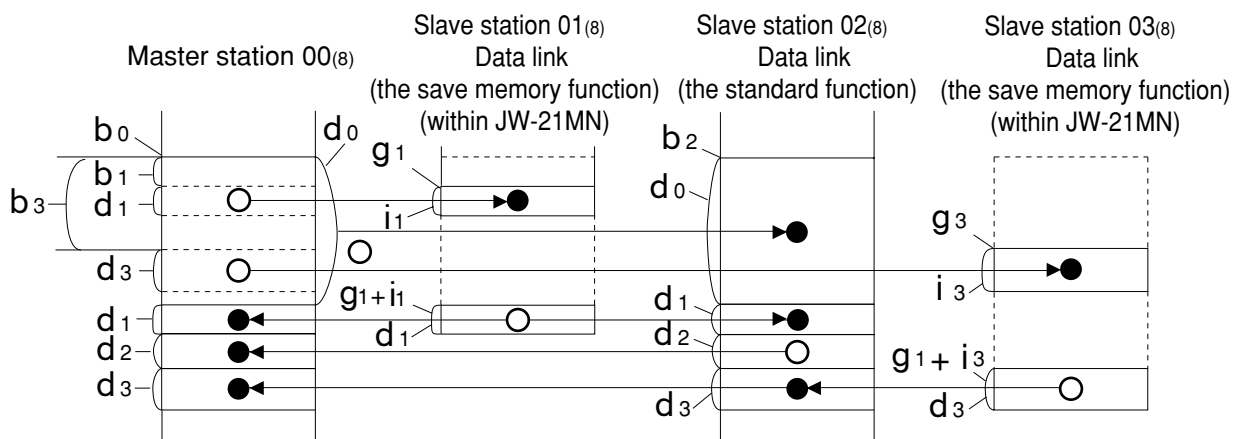 Master station 00(8)
Slave station 01(8)
Data link
(the save memory function)
(within JW-21MN)
Slave station 02(8)
Data link
(the standard function)
Slave station 03(8)
Data link
(the save memory function)
(within JW-21MN)
b0
d0
b1
d1
b3
d3
d1
d2
d3
g1
i1
g1+i1
d1
b2
d0
d1
d2
d3
g3
i3
g1+i3
d3